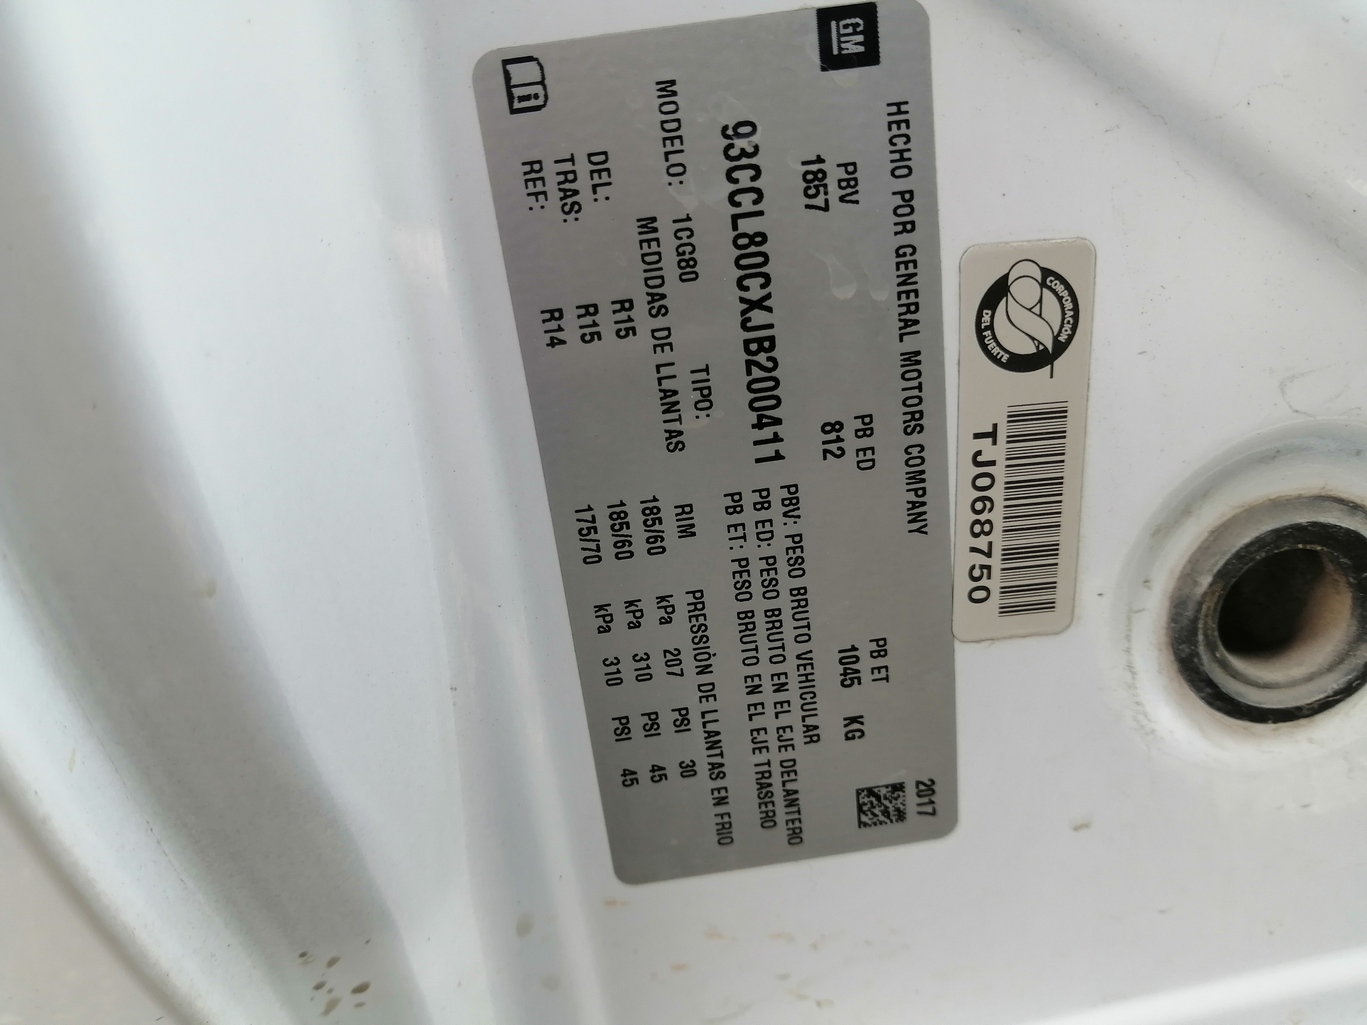 GM
HECHO POR GENERAL MOTORS COMPANY 2017
PBV PB ED PB ET
1857 812 1045 KG
93CCL80CXJB200411
PBV: PESO BRUTO VEHICULAR
PB ED: PESO BRUTO EN EL EJE DELANTERO
PB ET: PESO BRUTO EN EL EJE TRASERO
MODELO: 1CG80 TIPO:
MEDIDAS DE LLANTAS RIM PRESSIÒN DE LLANTAS EN FRIO
DEL: R15 185/60 kPa 207 PSI 30
TRAS: R15 185/60 kPa 310 PSI 45
REF: R14 175/70 kPa 310 PSI 45
CORPORACION
DEL FUERTE
TJ068750